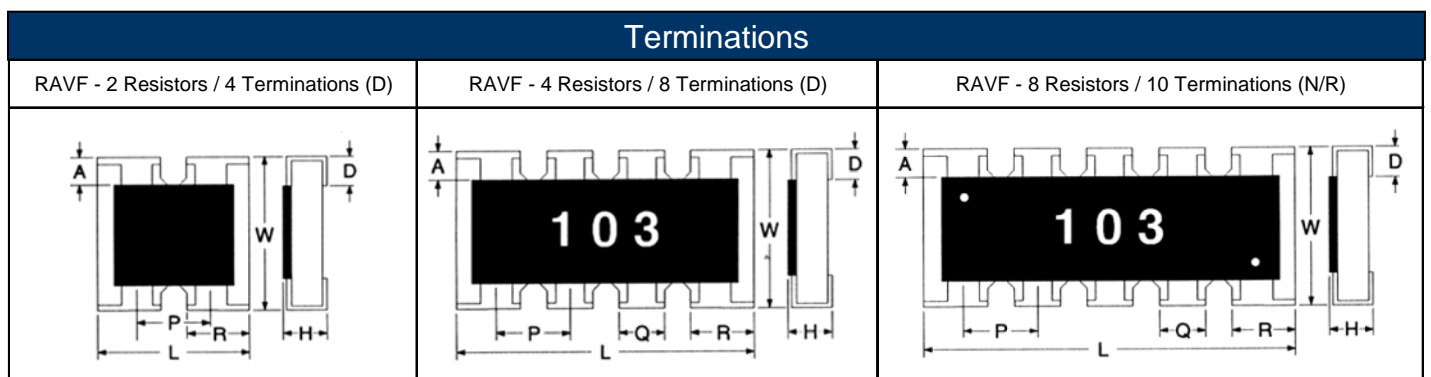 Terminations
RAVF - 2 Resistors / 4 Terminations (D)
RAVF - 4 Resistors / 8 Terminations (D)
RAVF - 8 Resistors / 10 Terminations (N/R)
A
D
W
P
R
H
L
A
D
103
W
P
Q
R
H
L
A
D
103
W
P
Q
R
H
L